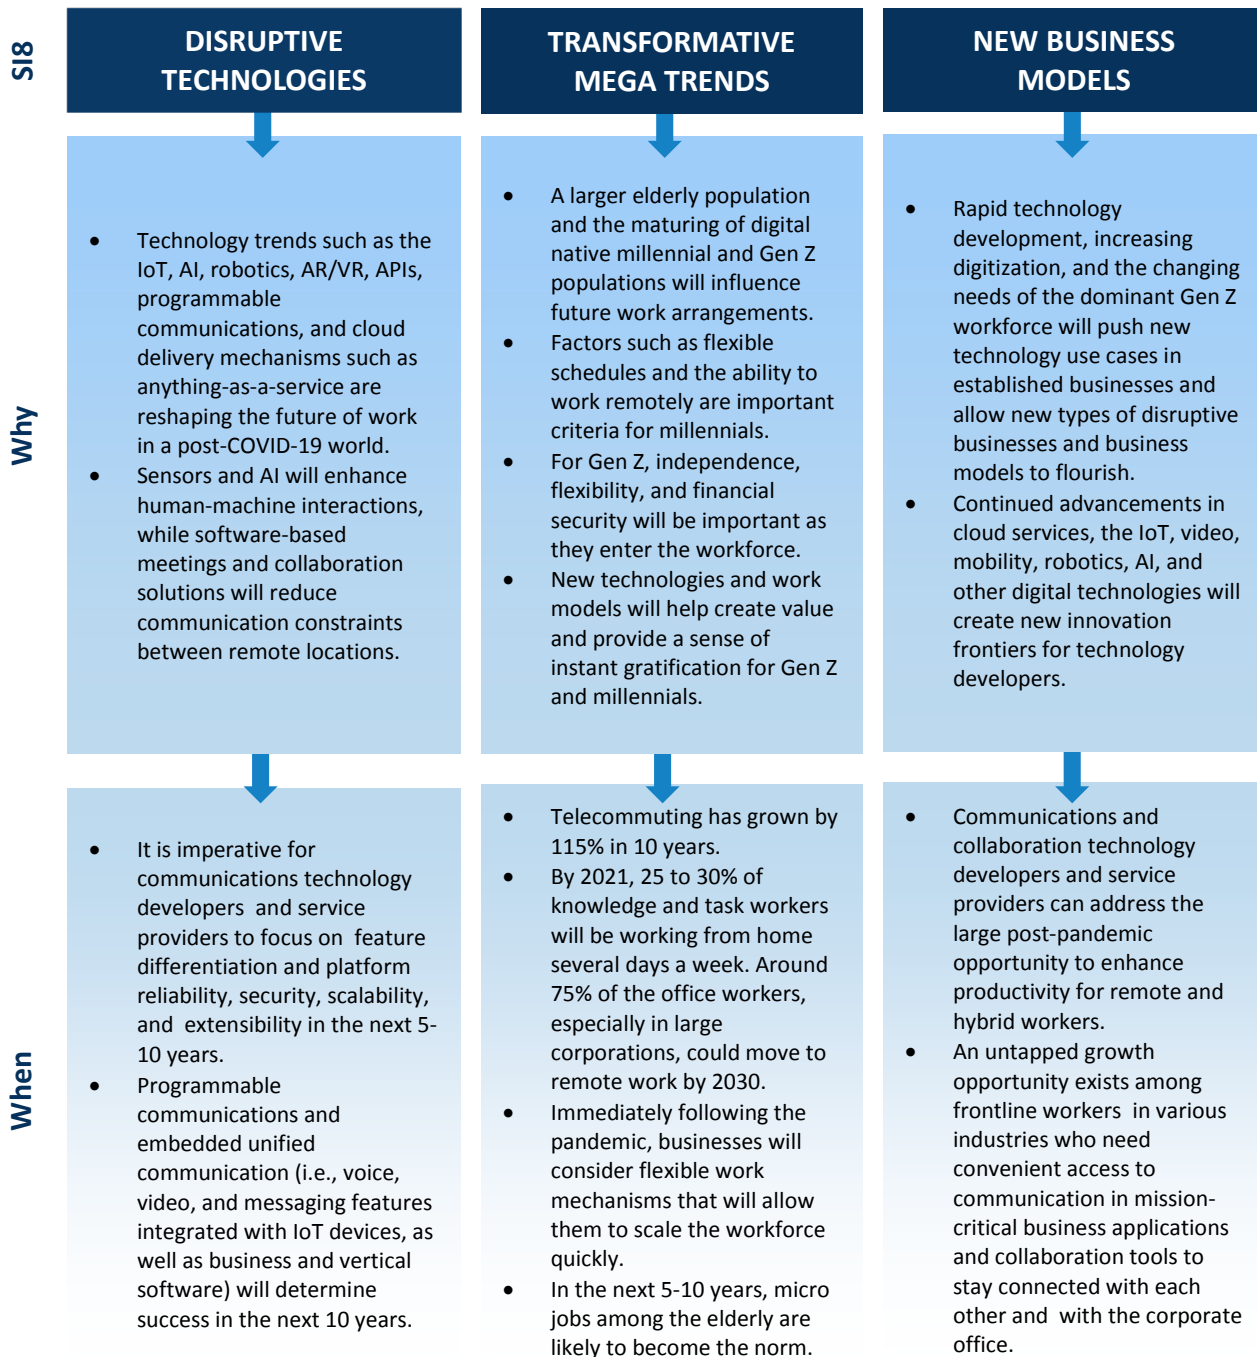 SI8
DISRUPTIVE
TECHNOLOGIES
TRANSFORMATIVE
MEGA TRENDS
NEW BUSINESS
MODELS
Why
• Technology trends such as the
IoT, AI, robotics, AR/VR, APIs,
programmable
communications, and cloud
delivery mechanisms such as
anything-as-a-service are
reshaping the future of work
in a post-COVID-19 world.
• Sensors and AI will enhance
human-machine interactions,
while software-based
meetings and collaboration
solutions will reduce
communication constraints
between remote locations.
• A larger elderly population
and the maturing of digital
native millennial and Gen Z
populations will influence
future work arrangements.
• Factors such as flexible
schedules and the ability to
work remotely are important
criteria for millennials.
• For Gen Z, independence,
flexibility, and financial
security will be important as
they enter the workforce.
• New technologies and work
models will help create value
and provide a sense of
instant gratification for Gen Z
and millennials.
• Rapid technology
development, increasing
digitization, and the changing
needs of the dominant Gen Z
workforce will push new
technology use cases in
established businesses and
allow new types of disruptive
businesses and business
models to flourish.
• Continued advancements in
cloud services, the IoT, video,
mobility, robotics, AI, and
other digital technologies will
create new innovation
frontiers for technology
developers.
When
• It is imperative for
communications technology
developers and service
providers to focus on feature
differentiation and platform
reliability, security, scalability,
and extensibility in the next 5-
10 years.
• Programmable
communications and
embedded unified
communication (i.e., voice,
video, and messaging features
integrated with IoT devices, as
well as business and vertical
software) will determine
success in the next 10 years.
• Telecommuting has grown by
115% in 10 years.
• By 2021, 25 to 30% of
knowledge and task workers
will be working from home
several days a week. Around
75% of the office workers,
especially in large
corporations, could move to
remote work by 2030.
• Immediately following the
pandemic, businesses will
consider flexible work
mechanisms that will allow
them to scale the workforce
quickly.
• In the next 5-10 years, micro
jobs among the elderly are
likely to become the norm.
• Communications and
collaboration technology
developers and service
providers can address the
large post-pandemic
opportunity to enhance
productivity for remote and
hybrid workers.
• An untapped growth
opportunity exists among
frontline workers in various
industries who need
convenient access to
communication in mission-
critical business applications
and collaboration tools to
stay connected with each
other and with the corporate
office.